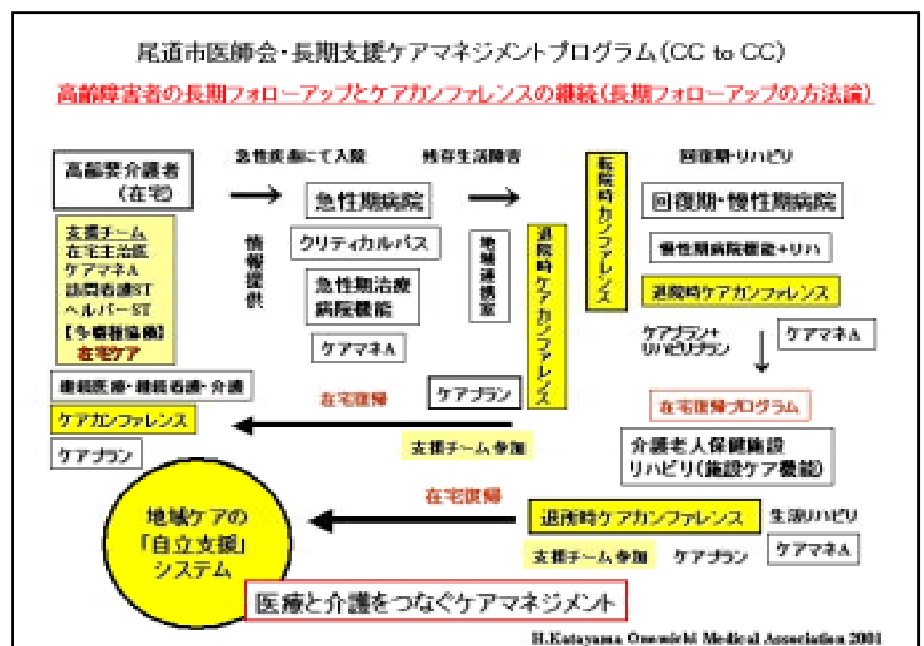 尾道市医師会・長期支援ケアマネジメントプログラム(CC to CC)
高齢障害者の長期フォローアップとケアカンファレンスの継続(長期フォローアップの方法論)
高齢要介護者
(在宅)
支援チーム
在宅主治医
ケアマネA
訪問看護ST
ヘルパーST
【多職種協働】
在宅ケア
継続医療・継続看護・介護
ケアカンファレンス
ケアプラン
急性疾患にて入院
情報提供
急性期病院
クリティカルパス
急性期治療
病院機能
ケアマネA
残存生活障害
地域連携室
退院時ケアカンファレンス
ケアプラン
在宅復帰
支援チーム参加
転院時カンファレンス
回復期・リハビリ
回復期・慢性期病院
慢性期病院機能+リハ
退院時ケアカンファレンス
ケアプラン+
リハビリプラン
ケアマネA
在宅復帰プログラム
介護老人保健施設
リハビリ(施設ケア機能)
在宅復帰
退所時ケアカンファレンス
生活リハビリ
支援チーム参加
ケアプラン
ケアマネA
地域ケアの
「自立支援」
システム
医療と介護をつなぐケアマネジメント
H.Katayama Onomichi Medical Association 2001